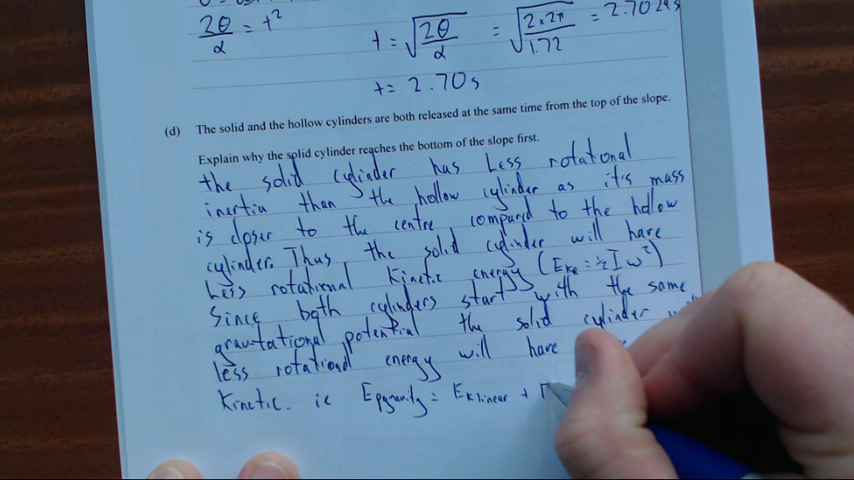 2θ/α = t²
t = √(2θ/α) = √(2×2π/1.72) = 2.7029s
t = 2.70s
(d) The solid and the hollow cylinders are both released at the same time from the top of the slope.
Explain why the solid cylinder reaches the bottom of the slope first.
the solid cylinder has Less rotational
inertia than the hollow cylinder as it's mass
is closer to the centre compared to the hollow
cylinder. Thus, the solid cylinder will have
Less rotational Kinetic energy (EKR = ½ I ω²)
Since both cylinders start with the same
gravitational potential the solid cylinder
less rotational energy will have
Kinetic. ie Epgravity = EKlinear +